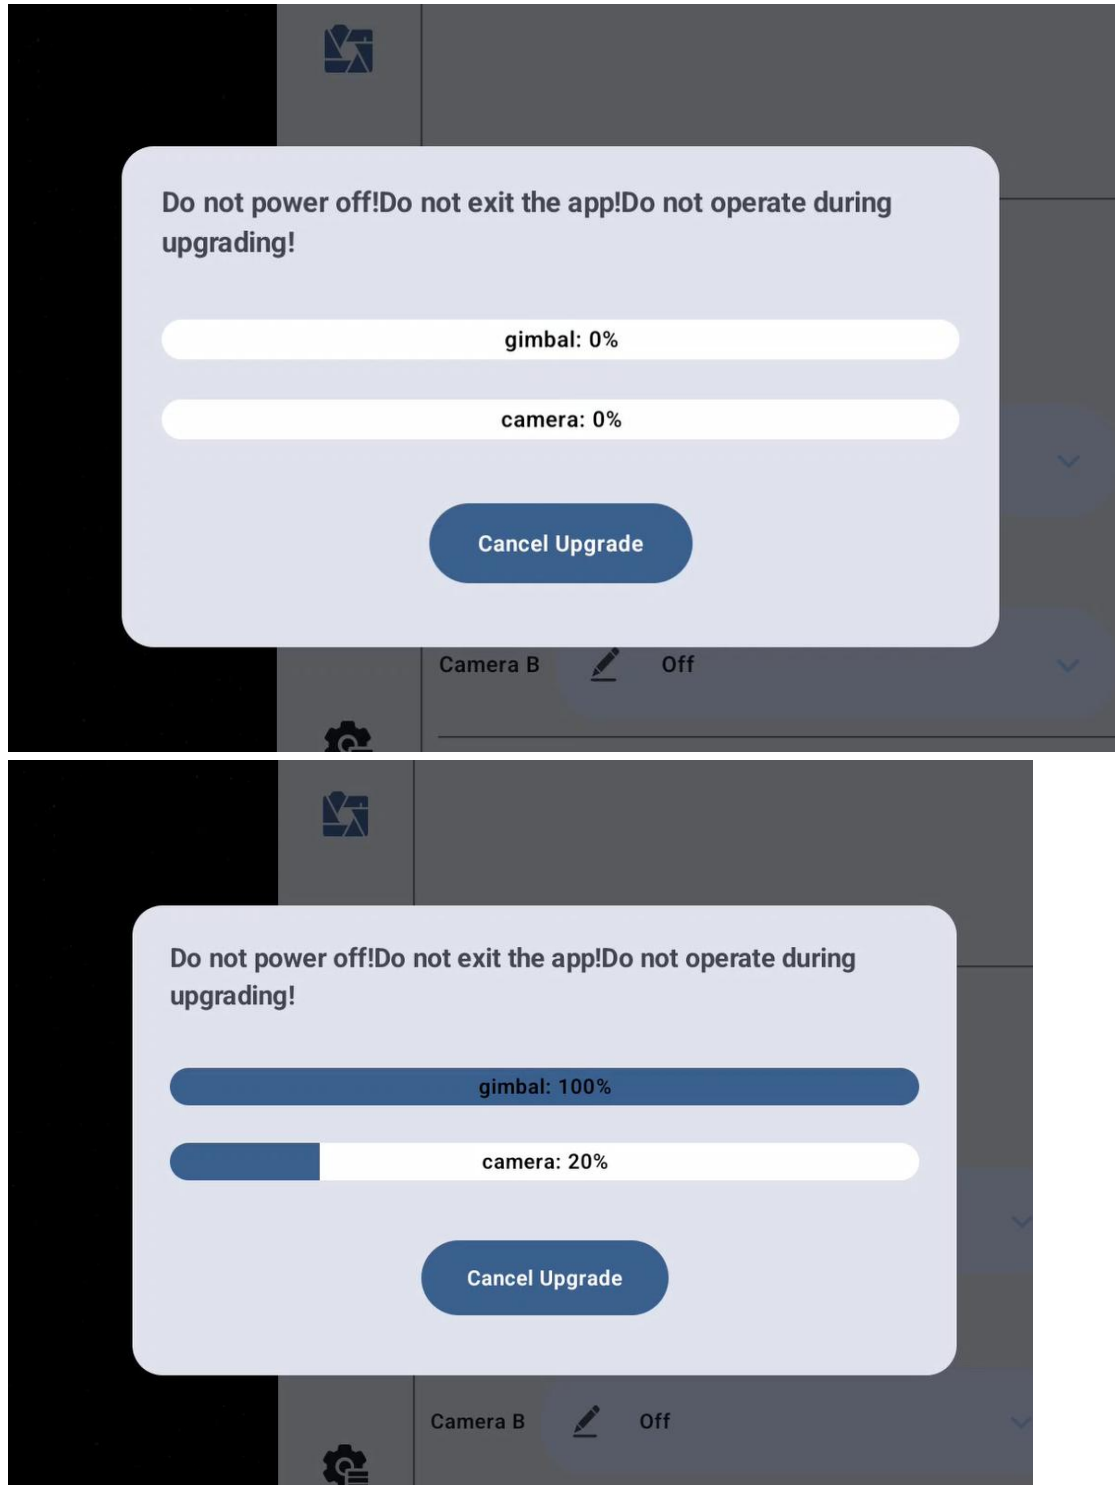 Do not power off!Do not exit the app!Do not operate during
upgrading!
gimbal: 0%
camera: 0%
Cancel Upgrade
Camera B
Off
Do not power off!Do not exit the app!Do not operate during
upgrading!
gimbal: 100%
camera: 20%
Cancel Upgrade
Camera B
Off